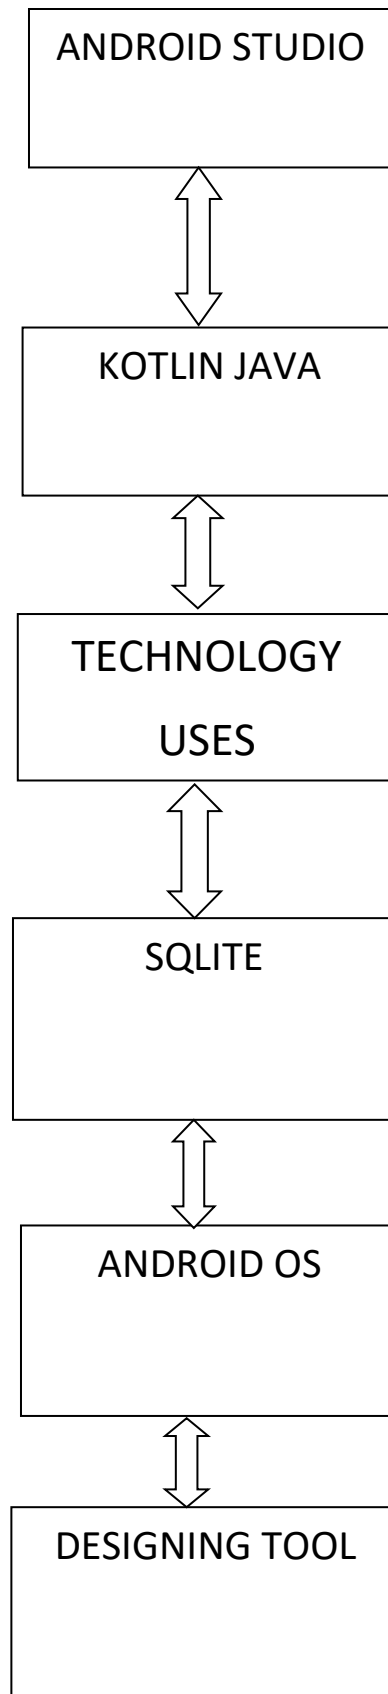 ANDROID STUDIO
KOTLIN JAVA
TECHNOLOGY
USES
SQLITE
ANDROID OS
DESIGNING TOOL